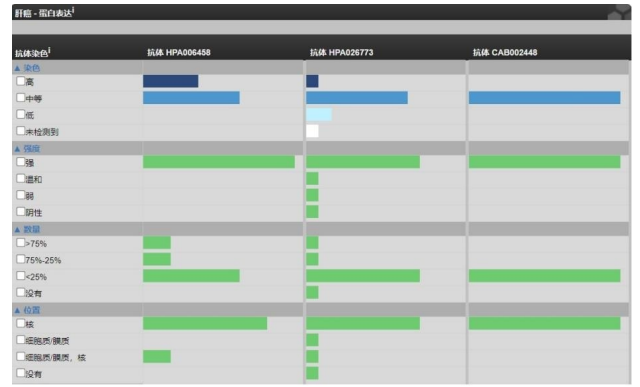 肝癌 - 蛋白表达i
抗体染色i 抗体 HPA006458 抗体 HPA026773 抗体 CAB002448
▲ 染色
高
中等
低
未检测到
▲ 强度
强
温和
弱
阴性
▲ 数量
>75%
75%-25%
<25%
没有
▲ 位置
核
细胞质/膜质
细胞质/膜质，核
没有